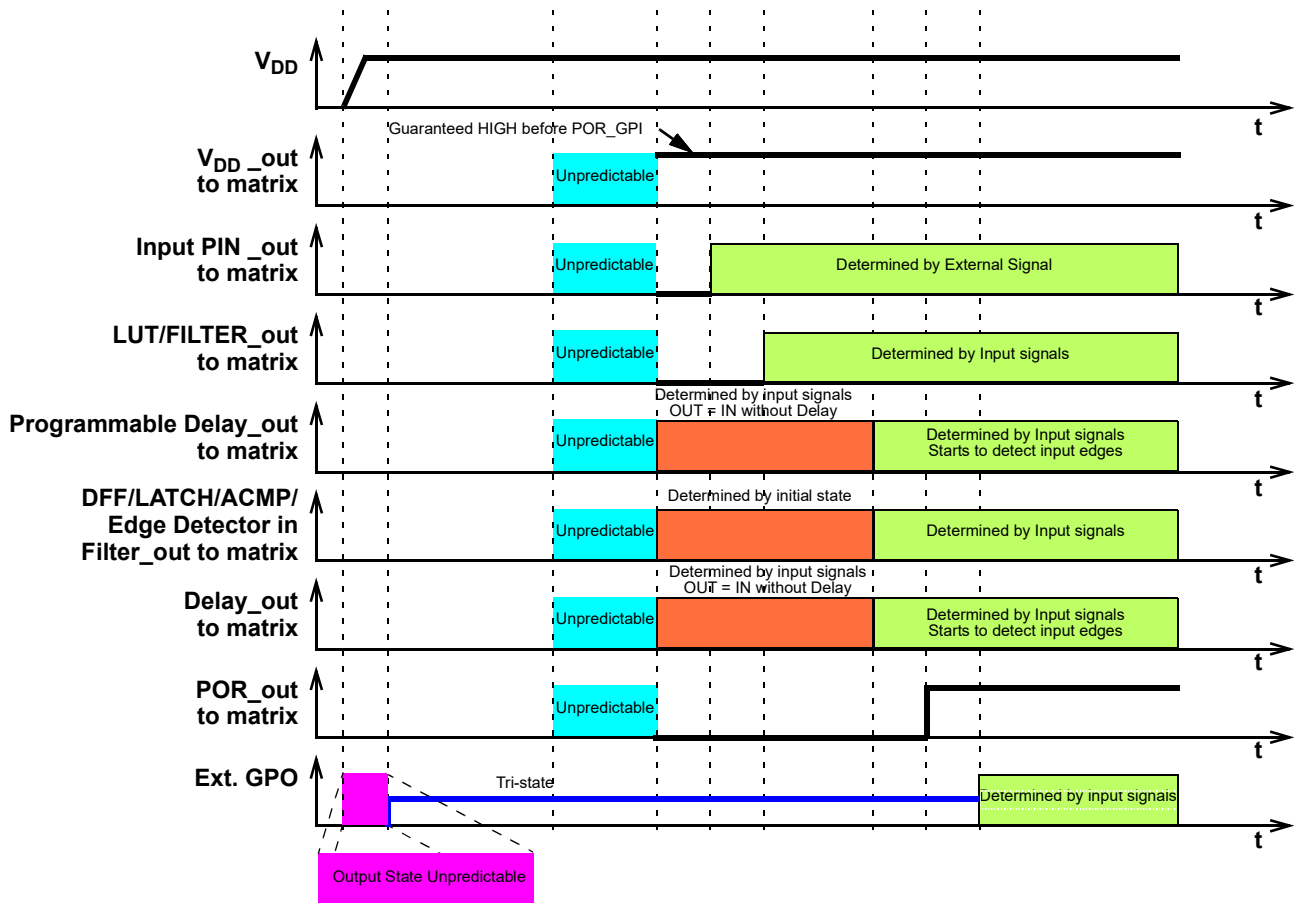 VDD
t
Guaranteed HIGH before POR_GPI
VDD _out
to matrix
Unpredictable
t
Input PIN _out
to matrix
Unpredictable
Determined by External Signal
t
LUT/FILTER_out
to matrix
Unpredictable
Determined by Input signals
t
Determined by input signals
OUT = IN without Delay
Programmable Delay_out
to matrix
Unpredictable
Determined by Input signals
Starts to detect input edges
t
Determined by initial state
DFF/LATCH/ACMP/
Edge Detector in
Filter_out to matrix
Unpredictable
Determined by Input signals
t
Determined by input signals
OUT = IN without Delay
Delay_out
to matrix
Unpredictable
Determined by Input signals
Starts to detect input edges
t
POR_out
to matrix
Unpredictable
t
Ext. GPO
Tri-state
Determined by input signals
t
Output State Unpredictable